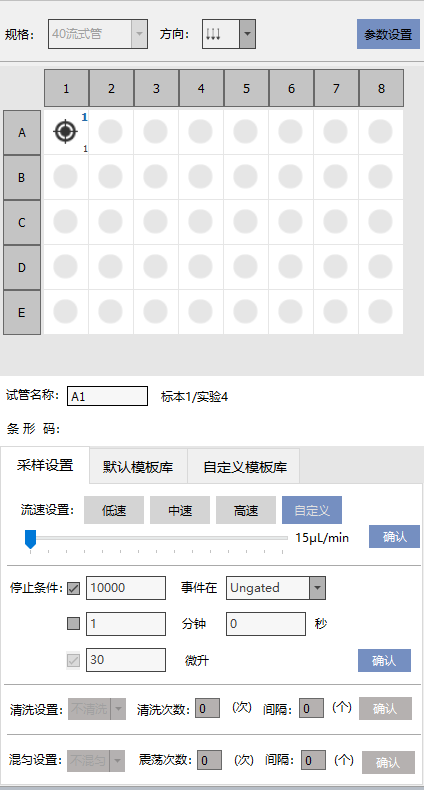 规格： 40流式管 方向： 参数设置
1 2 3 4 5 6 7 8
A 1
1
B
C
D
E
试管名称： A1 标本1/实验4
条 形 码：
采样设置 默认模板库 自定义模板库
流速设置： 低速 中速 高速 自定义
15μL/min 确认
停止条件： 10000 事件在 Ungated
1 分钟 0 秒
30 微升 确认
清洗设置： 不清洗 清洗次数： 0 (次) 间隔： 0 (个) 确认
混匀设置： 不混匀 震荡次数： 0 (次) 间隔： 0 (个) 确认